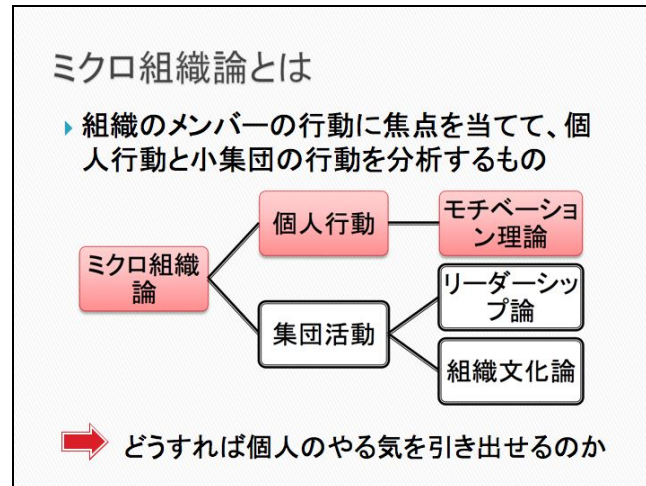 ミクロ組織論とは
組織のメンバーの行動に焦点を当てて、個
人行動と小集団の行動を分析するもの
個人行動
モチベーショ
ン理論
ミクロ組織
論
リーダーシッ
プ論
集団活動
組織文化論
どうすれば個人のやる気を引き出せるのか